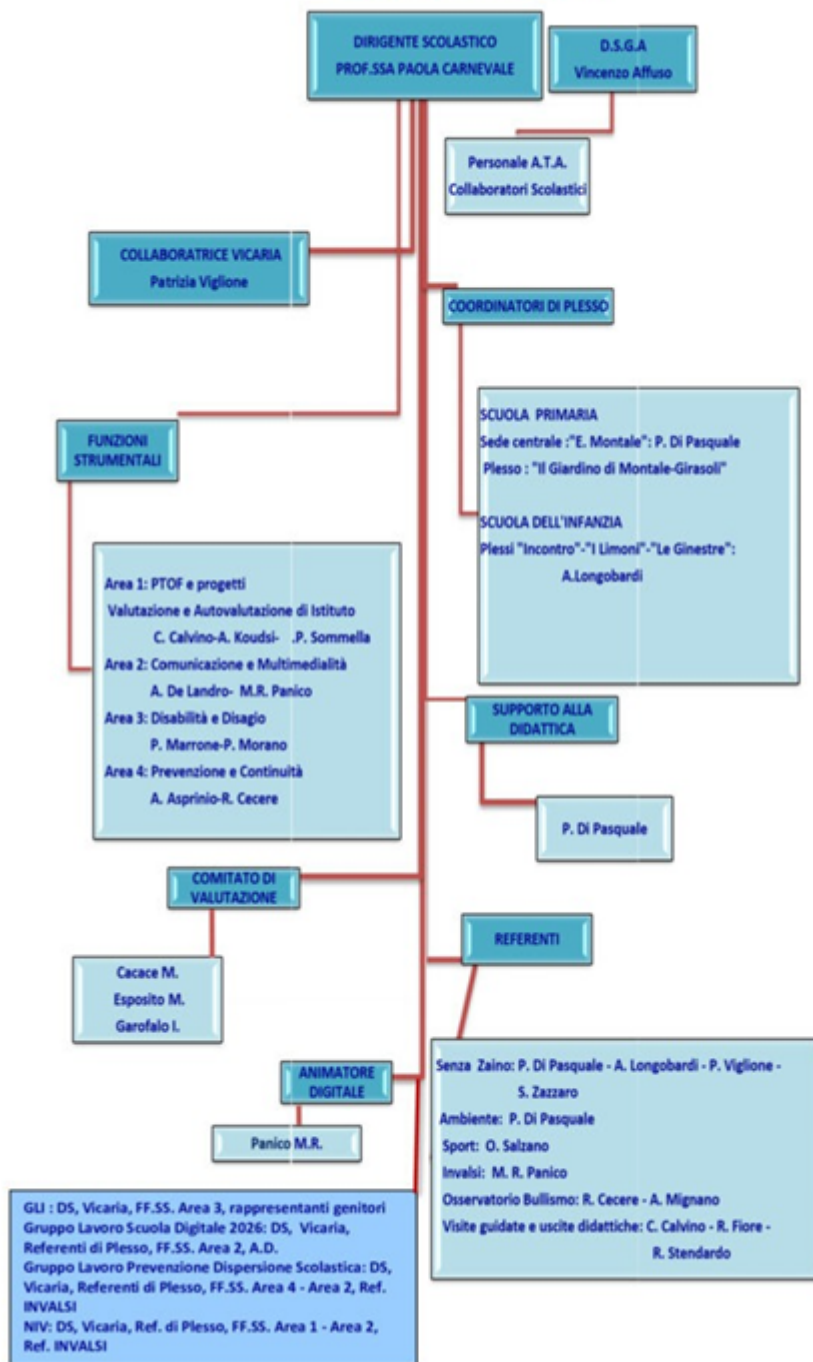 DIRIGENTE SCOLASTICO
PROF.SSA PAOLA CARNEVALE
D.S.G.A
Vincenzo Affuso
Personale A.T.A.
Collaboratori Scolastici
COLLABORATRICE VICARIA
Patrizia Viglione
COORDINATORI DI PLESSO
SCUOLA PRIMARIA
Sede centrale :"E. Montale": P. Di Pasquale
Plesso : "Il Giardino di Montale-Girasoli"
SCUOLA DELL'INFANZIA
Plessi "Incontro"-"I Limoni"-"Le Ginestre":
A.Longobardi
FUNZIONI
STRUMENTALI
Area 1: PTOF e progetti
Valutazione e Autovalutazione di Istituto
C. Calvino-A. Koudsi- .P. Sommella
Area 2: Comunicazione e Multimedialità
A. De Landro- M.R. Panico
Area 3: Disabilità e Disagio
P. Marrone-P. Morano
Area 4: Prevenzione e Continuità
A. Asprinio-R. Cecere
SUPPORTO ALLA
DIDATTICA
P. Di Pasquale
COMITATO DI
VALUTAZIONE
Cacace M.
Esposito M.
Garofalo I.
REFERENTI
Senza Zaino: P. Di Pasquale - A. Longobardi - P. Viglione -
S. Zazzaro
Ambiente: P. Di Pasquale
Sport: O. Salzano
Invalsi: M. R. Panico
Osservatorio Bullismo: R. Cecere - A. Mignano
Visite guidate e uscite didattiche: C. Calvino - R. Fiore -
R. Stendardo
ANIMATORE
DIGITALE
Panico M.R.
GLI : DS, Vicaria, FF.SS. Area 3, rappresentanti genitori
Gruppo Lavoro Scuola Digitale 2026: DS, Vicaria,
Referenti di Plesso, FF.SS. Area 2, A.D.
Gruppo Lavoro Prevenzione Dispersione Scolastica: DS,
Vicaria, Referenti di Plesso, FF.SS. Area 4 - Area 2, Ref.
INVALSI
NIV: DS, Vicaria, Ref. di Plesso, FF.SS. Area 1 - Area 2,
Ref. INVALSI